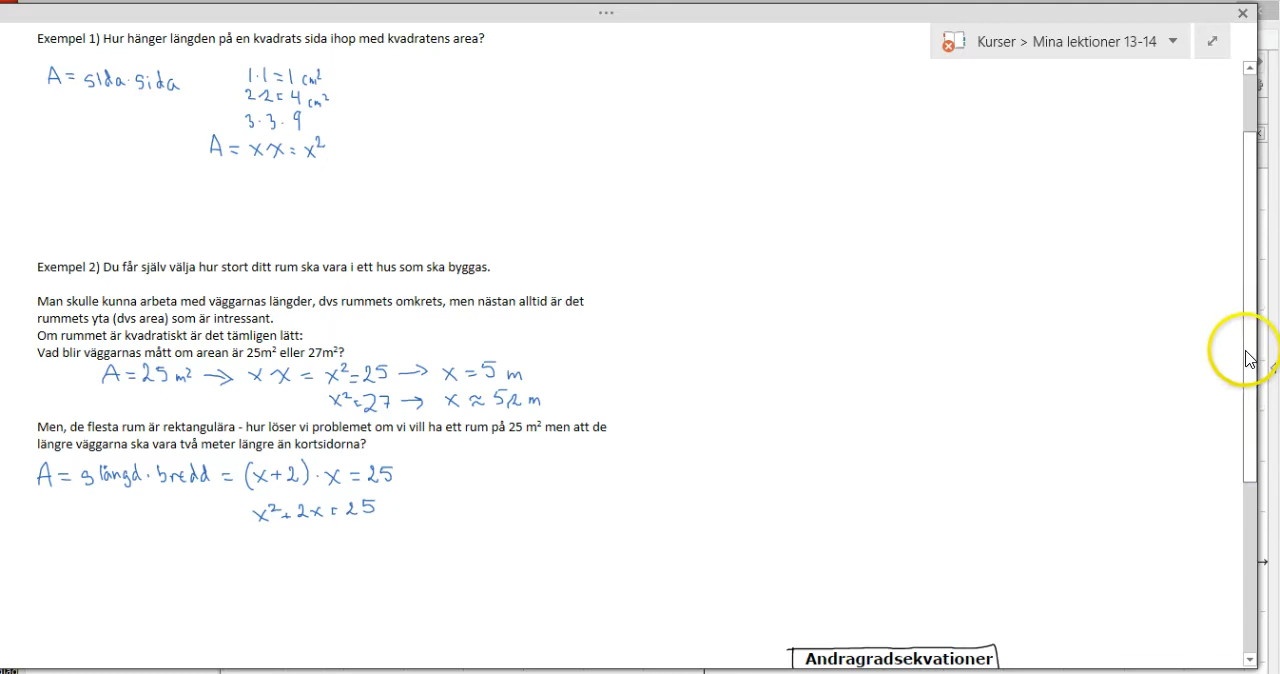 Kurser > Mina lektioner 13-14
Exempel 1) Hur hänger längden på en kvadrats sida ihop med kvadratens area?
A = sida·sida
1·1=1 cm²
2·2= 4 cm²
3·3· 9
A = x·x= x²
Exempel 2) Du får själv välja hur stort ditt rum ska vara i ett hus som ska byggas.
Man skulle kunna arbeta med väggarnas längder, dvs rummets omkrets, men nästan alltid är det
rummets yta (dvs area) som är intressant.
Om rummet är kvadratiskt är det tämligen lätt:
Vad blir väggarnas mått om arean är 25m² eller 27m²?
A=25 m² → x·x = x²=25 → x=5 m
x²=27 → x ≈ 5,2 m
Men, de flesta rum är rektangulära - hur löser vi problemet om vi vill ha ett rum på 25 m² men att de
längre väggarna ska vara två meter längre än kortsidorna?
A = längd·bredd = (x+2)·x =25
x²+2x=25
Andragradsekvationer